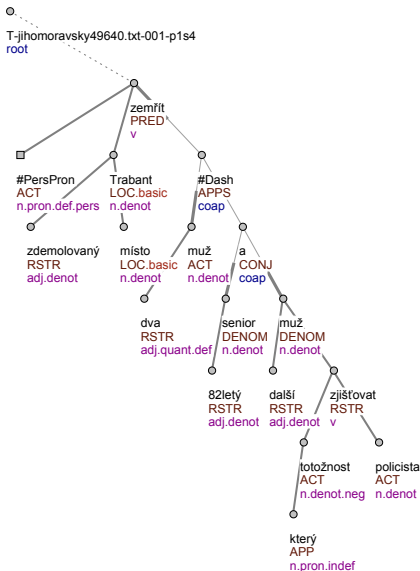 T-jihomoravsky49640.txt-001-p1s4
root
zemřít
PRED
v
#PersPron
ACT
n.pron.def.pers
Trabant
LOC.basic
n.denot
#Dash
APPS
coap
zdemolovaný
RSTR
adj.denot
místo
LOC.basic
n.denot
muž
ACT
n.denot
a
CONJ
coap
dva
RSTR
adj.quant.def
senior
DENOM
n.denot
muž
DENOM
n.denot
82letý
RSTR
adj.denot
další
RSTR
adj.denot
zjišťovat
RSTR
v
totožnost
ACT
n.denot.neg
policista
ACT
n.denot
který
APP
n.pron.indef